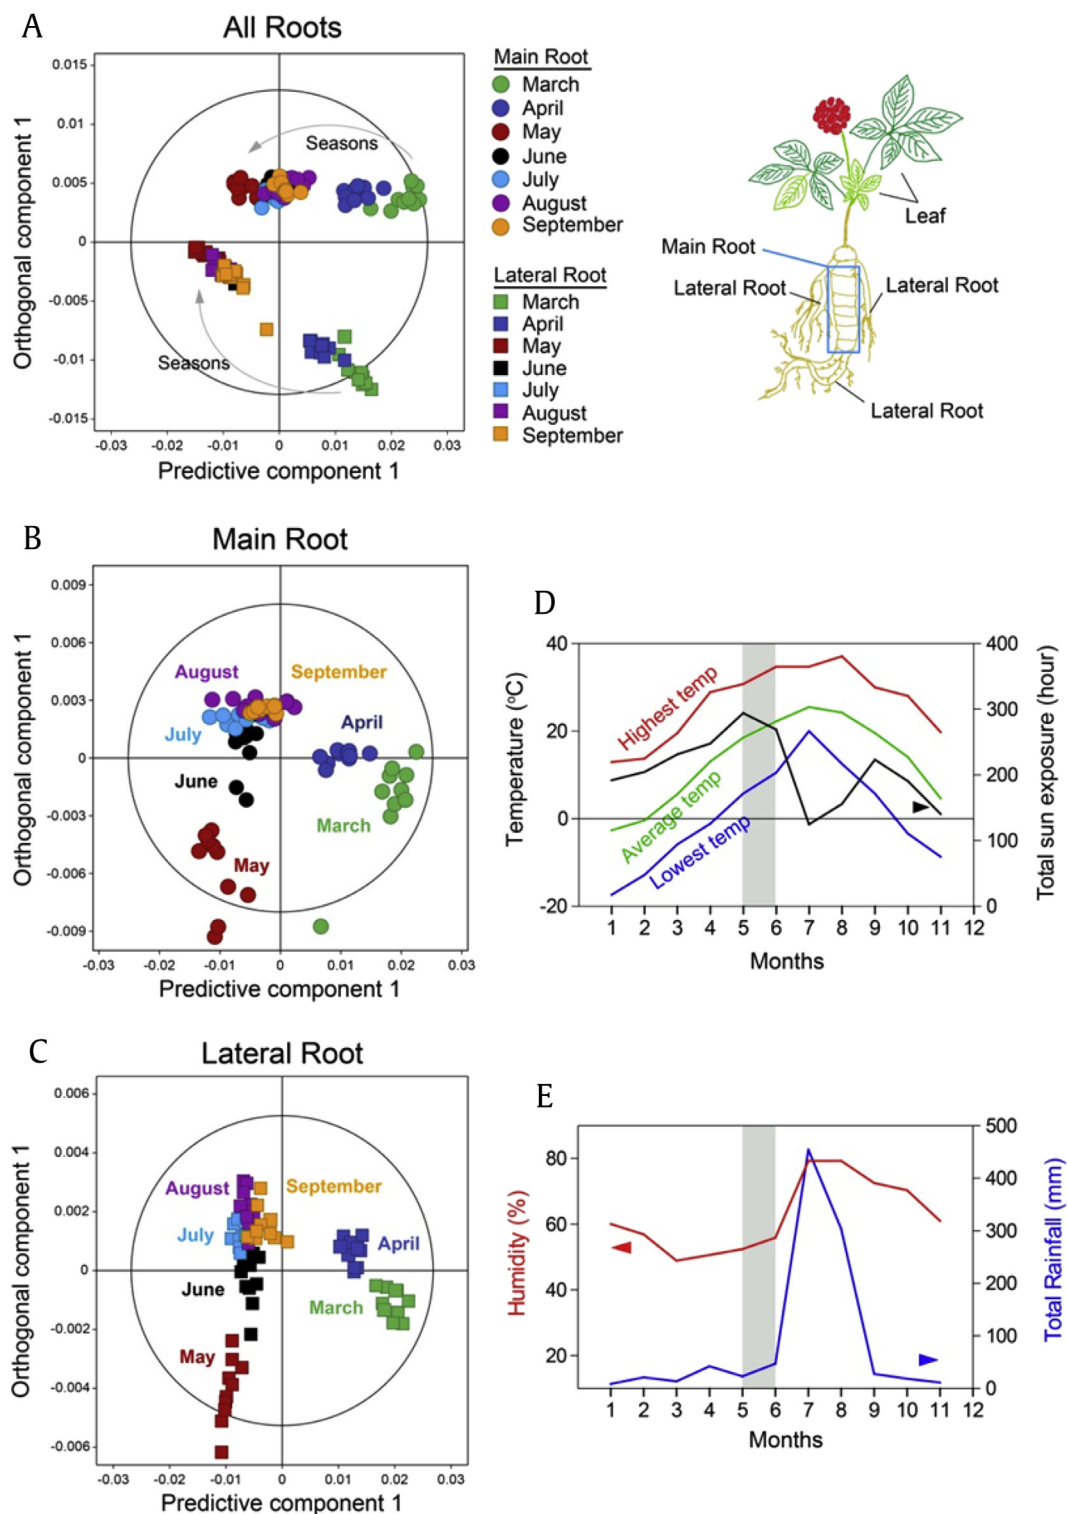 A
All Roots
0.015
0.01
0.005
0
-0.005
-0.01
-0.015
-0.03
-0.02
-0.01
0
0.01
0.02
0.03
Orthogonal component 1
Predictive component 1
Seasons
Seasons
Main Root
March
April
May
June
July
August
September
Lateral Root
March
April
May
June
July
August
September
Leaf
Main Root
Lateral Root
Lateral Root
Lateral Root
B
Main Root
0.009
0.006
0.003
0
-0.003
-0.006
-0.009
-0.03
-0.02
-0.01
0
0.01
0.02
0.03
Orthogonal component 1
Predictive component 1
August
September
July
April
June
March
May
C
Lateral Root
0.006
0.004
0.002
0
-0.002
-0.004
-0.006
-0.03
-0.02
-0.01
0
0.01
0.02
0.03
Orthogonal component 1
Predictive component 1
August
September
July
April
June
March
May
D
40
20
0
-20
Temperature (°C)
400
300
200
100
0
Total sun exposure (hour)
Highest temp
Average temp
Lowest temp
1 2 3 4 5 6 7 8 9 10 11 12
Months
E
80
60
40
20
Humidity (%)
500
400
300
200
100
0
Total Rainfall (mm)
1 2 3 4 5 6 7 8 9 10 11 12
Months